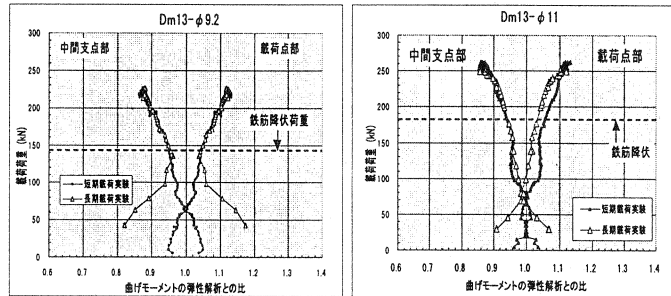 Dm13-φ9.2
300
250
200
150
100
50
0
載荷荷重 (kN)
中間支点部
載荷点部
鉄筋降伏荷重
短期載荷実験
長期載荷実験
0.6 0.7 0.8 0.9 1.0 1.1 1.2 1.3 1.4
曲げモーメントの弾性解析との比
Dm13-φ11
300
250
200
150
100
50
0
載荷荷重 (kN)
中間支点部
載荷点部
鉄筋降伏
短期載荷実験
長期載荷実験
0.6 0.7 0.8 0.9 1.0 1.1 1.2 1.3 1.4
曲げモーメントの弾性解析との比